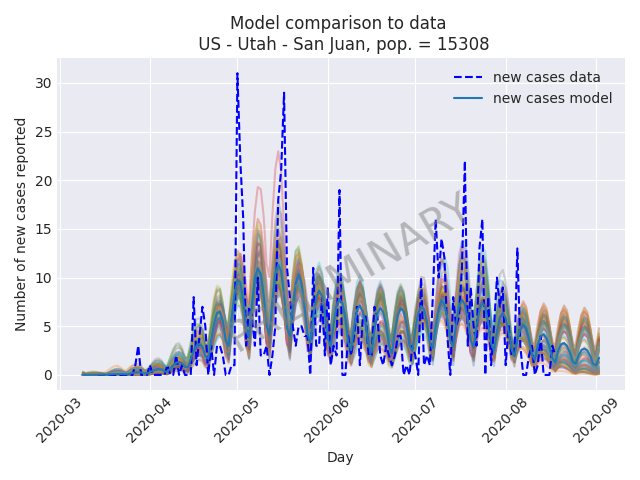 Model comparison to data
US - Utah - San Juan, pop. = 15308
Number of new cases reported
30
25
20
15
10
5
0
new cases data
new cases model
PRELIMINARY
2020-03
2020-04
2020-05
2020-06
2020-07
2020-08
2020-09
Day